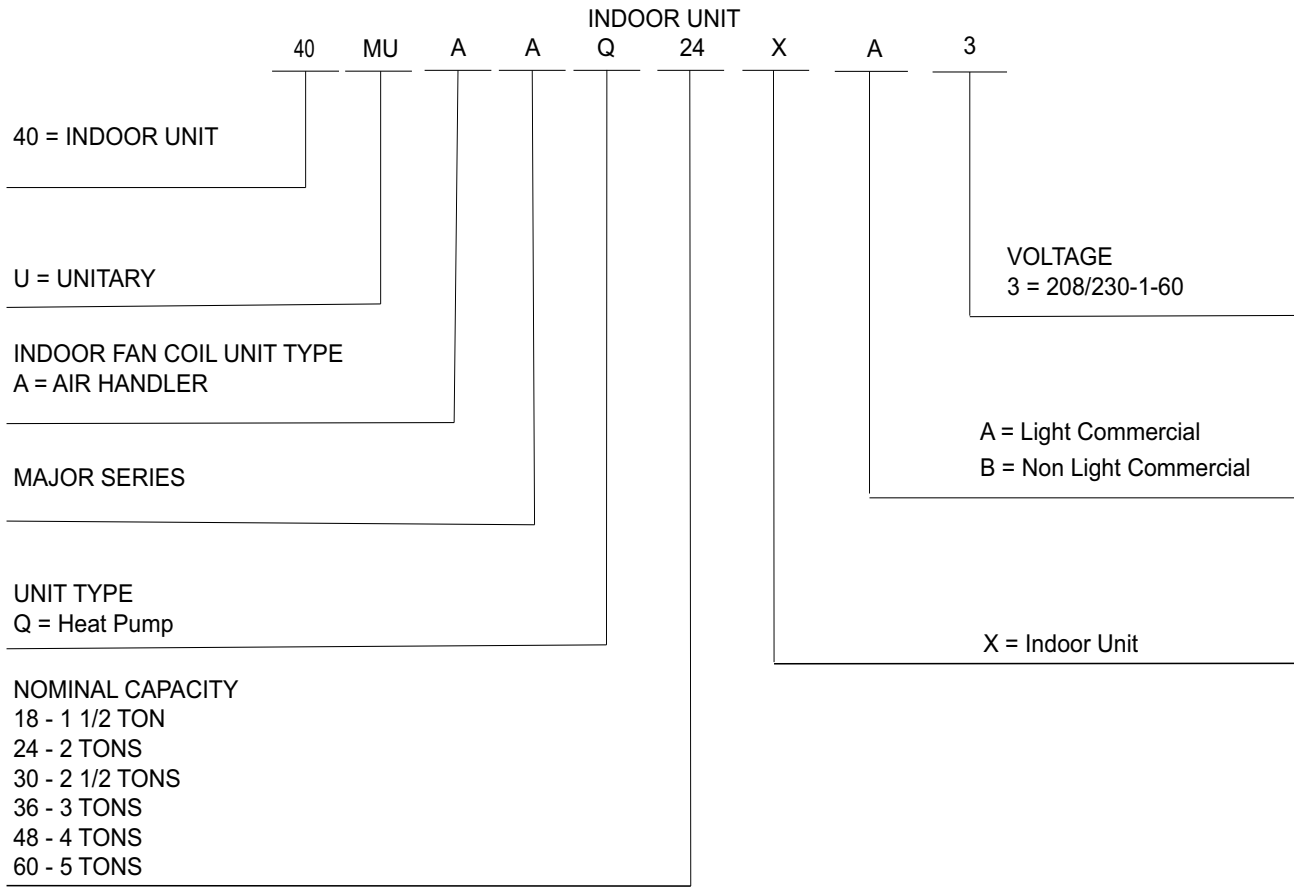 INDOOR UNIT
40 MU A A Q 24 X A 3
40 = INDOOR UNIT
U = UNITARY
INDOOR FAN COIL UNIT TYPE
A = AIR HANDLER
MAJOR SERIES
UNIT TYPE
Q = Heat Pump
NOMINAL CAPACITY
18 - 1 1/2 TON
24 - 2 TONS
30 - 2 1/2 TONS
36 - 3 TONS
48 - 4 TONS
60 - 5 TONS
VOLTAGE
3 = 208/230-1-60
A = Light Commercial
B = Non Light Commercial
X = Indoor Unit